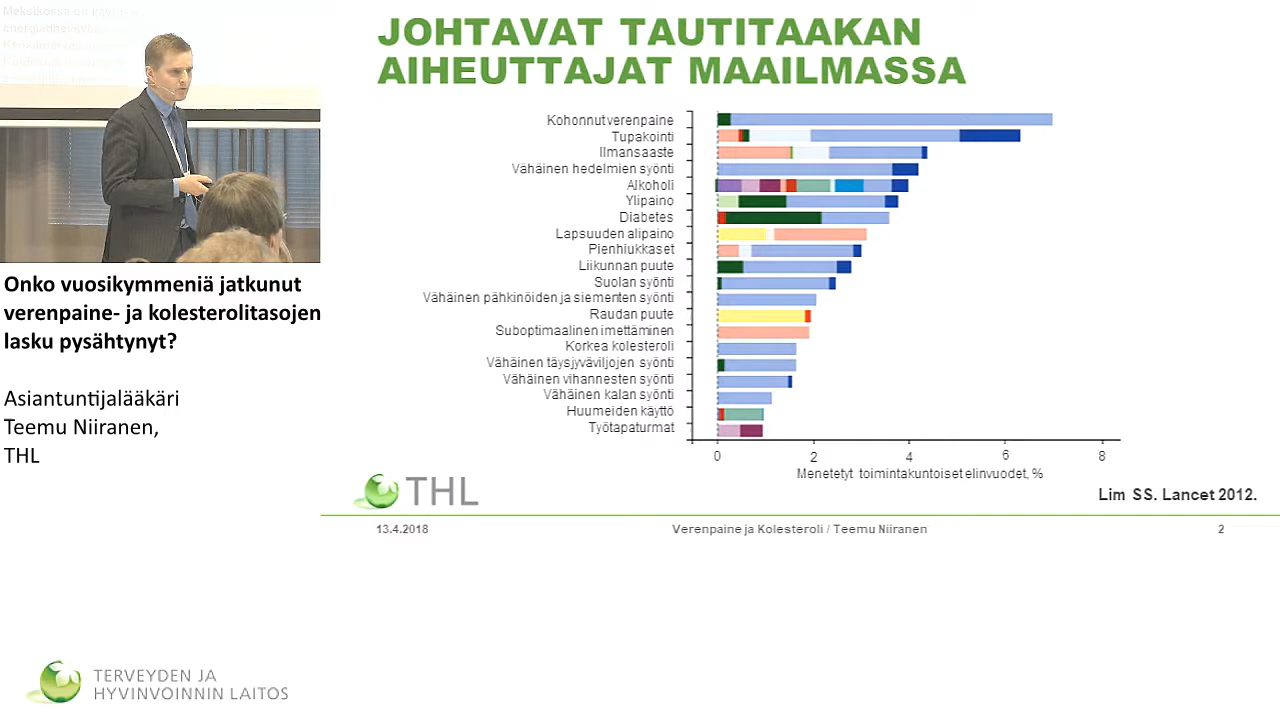 JOHTAVAT TAUTITAAKAN
AIHEUTTAJAT MAAILMASSA
Kohonnut verenpaine
Tupakointi
Ilmansaaste
Vähäinen hedelmien syönti
Alkoholi
Ylipaino
Diabetes
Lapsuuden alipaino
Pienhiukkaset
Liikunnan puute
Suolan syönti
Vähäinen pähkinöiden ja siementen syönti
Raudan puute
Suboptimaalinen imettäminen
Korkea kolesteroli
Vähäinen täysjyväviljojen syönti
Vähäinen vihannesten syönti
Vähäinen kalan syönti
Huumeiden käyttö
Työtapaturmat
0 2 4 6 8
Menetetyt toimintakuntoiset elinvuodet, %
Lim SS. Lancet 2012.
THL
13.4.2018 Verenpaine ja Kolesteroli / Teemu Niiranen 2
Onko vuosikymmeniä jatkunut
verenpaine- ja kolesterolitasojen
lasku pysähtynyt?
Asiantuntijalääkäri
Teemu Niiranen,
THL
TERVEYDEN JA
HYVINVOINNIN LAITOS